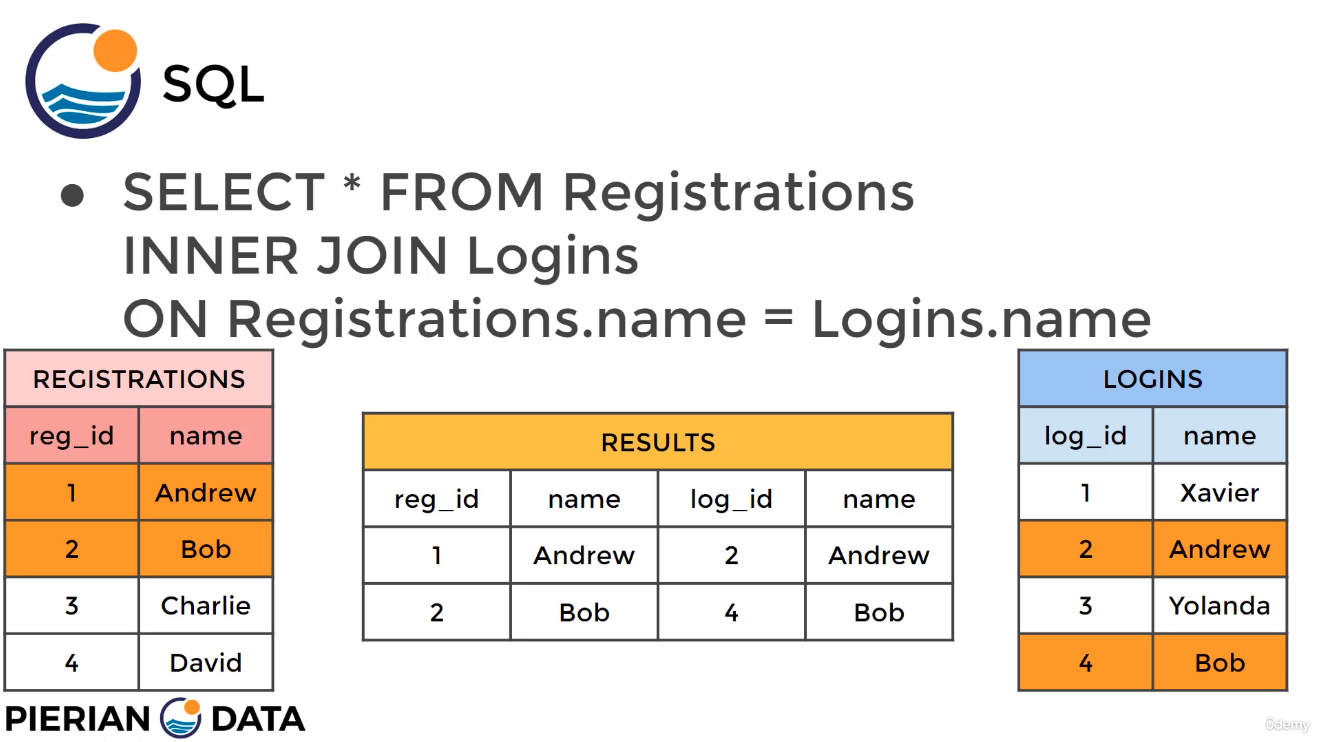 SQL
● SELECT * FROM Registrations
INNER JOIN Logins
ON Registrations.name = Logins.name
REGISTRATIONS
reg_id name
1 Andrew
2 Bob
3 Charlie
4 David
RESULTS
reg_id name log_id name
1 Andrew 2 Andrew
2 Bob 4 Bob
LOGINS
log_id name
1 Xavier
2 Andrew
3 Yolanda
4 Bob
PIERIAN DATA
ûdemy